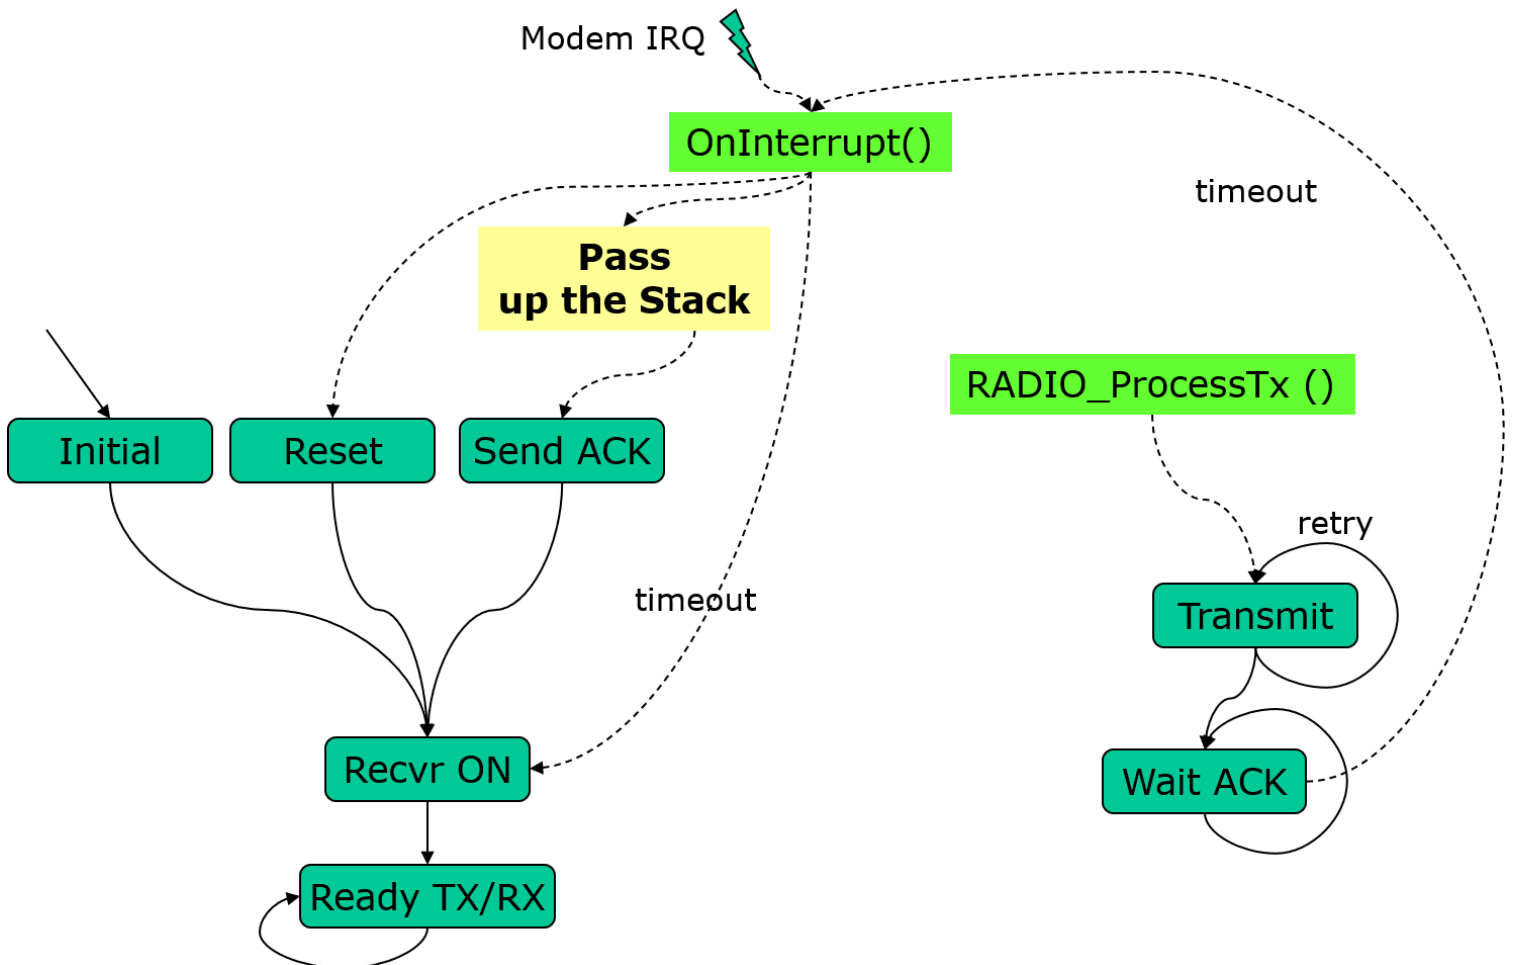 Modem IRQ
OnInterrupt()
timeout
Pass
up the Stack
RADIO_ProcessTx ()
Initial
Reset
Send ACK
retry
timeout
Transmit
Recvr ON
Wait ACK
Ready TX/RX